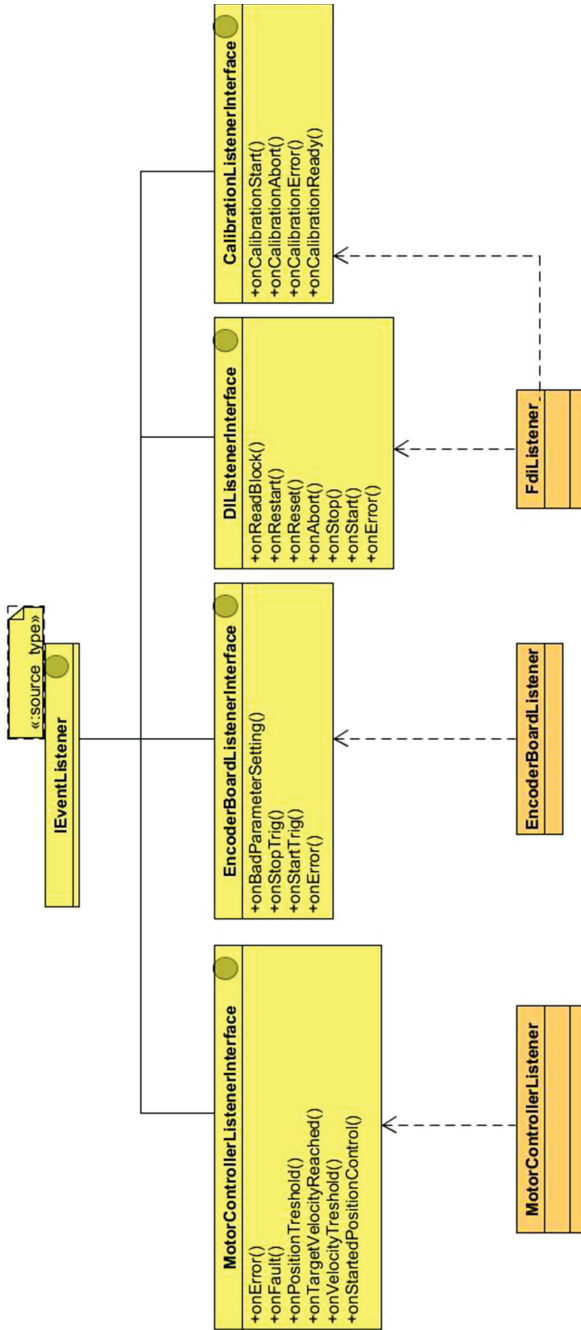 «:source_type»
IEventListener
MotorControllerListenerInterface
+onError()
+onFault()
+onPositionTreshold()
+onTargetVelocityReached()
+onVelocityTreshold()
+onStartedPositionControl()
EncoderBoardListenerInterface
+onBadParameterSetting()
+onStopTrig()
+onStartTrig()
+onError()
DIListenerInterface
+onReadBlock()
+onRestart()
+onReset()
+onAbort()
+onStop()
+onStart()
+onError()
CalibrationListenerInterface
+onCalibrationStart()
+onCalibrationAbort()
+onCalibrationError()
+onCalibrationReady()
MotorControllerListener
EncoderBoardListener
FdiListener